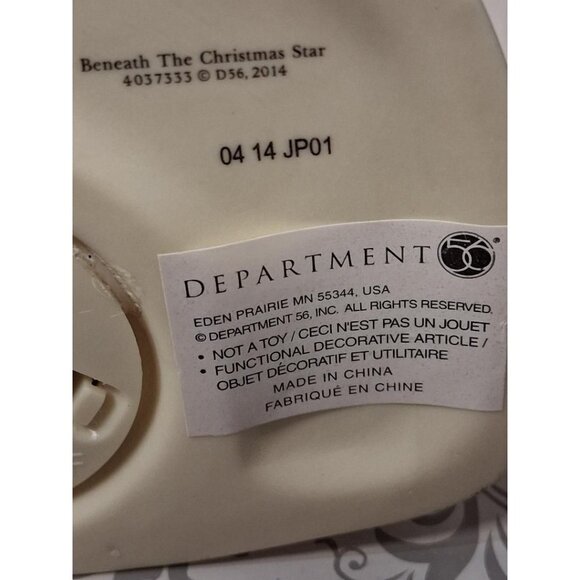 Beneath The Christmas Star
4037333 © D56, 2014
04 14 JP01
DEPARTMENT 56®
EDEN PRAIRIE MN 55344, USA
© DEPARTMENT 56, INC. ALL RIGHTS RESERVED.
• NOT A TOY / CECI N'EST PAS UN JOUET
• FUNCTIONAL DECORATIVE ARTICLE /
OBJET DÉCORATIF ET UTILITAIRE
MADE IN CHINA
FABRIQUÉ EN CHINE